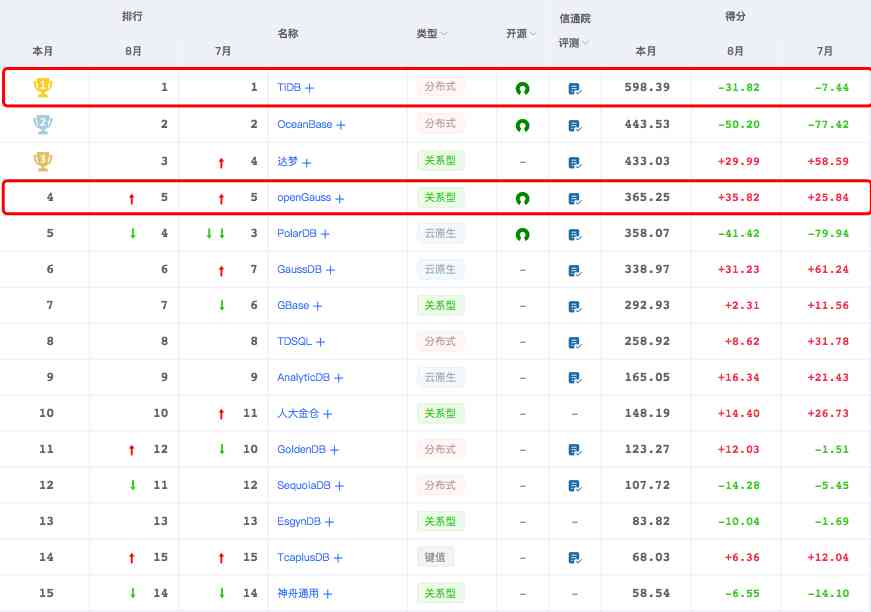 排行 得分
名称 类型 开源 信通院
评测
本月 8月 7月 本月 8月 7月
1 1 1 TiDB + 分布式 598.39 -31.82 -7.44
2 2 2 OceanBase + 分布式 443.53 -50.20 -77.42
3 3 ↑ 4 达梦 + 关系型 – 433.03 +29.99 +58.59
4 ↑ 5 ↑ 5 openGauss + 关系型 365.25 +35.82 +25.84
5 ↓ 4 ↓↓ 3 PolarDB + 云原生 358.07 -41.42 -79.94
6 6 ↑ 7 GaussDB + 云原生 – 338.97 +31.23 +61.24
7 7 ↓ 6 GBase + 关系型 – 292.93 +2.31 +11.56
8 8 8 TDSQL + 分布式 – 258.92 +8.62 +31.78
9 9 9 AnalyticDB + 云原生 – 165.05 +16.34 +21.43
10 10 ↑ 11 人大金仓 + 关系型 – – 148.19 +14.40 +26.73
11 ↑ 12 ↓ 10 GoldenDB + 分布式 – 123.27 +12.03 -1.51
12 ↓ 11 12 SequoiaDB + 分布式 – 107.72 -14.28 -5.45
13 13 13 EsgynDB + 关系型 – – 83.82 -10.04 -1.69
14 ↑ 15 ↑ 15 TcaplusDB + 键值 – 68.03 +6.36 +12.04
15 ↓ 14 ↓ 14 神舟通用 + 关系型 – – 58.54 -6.55 -14.10